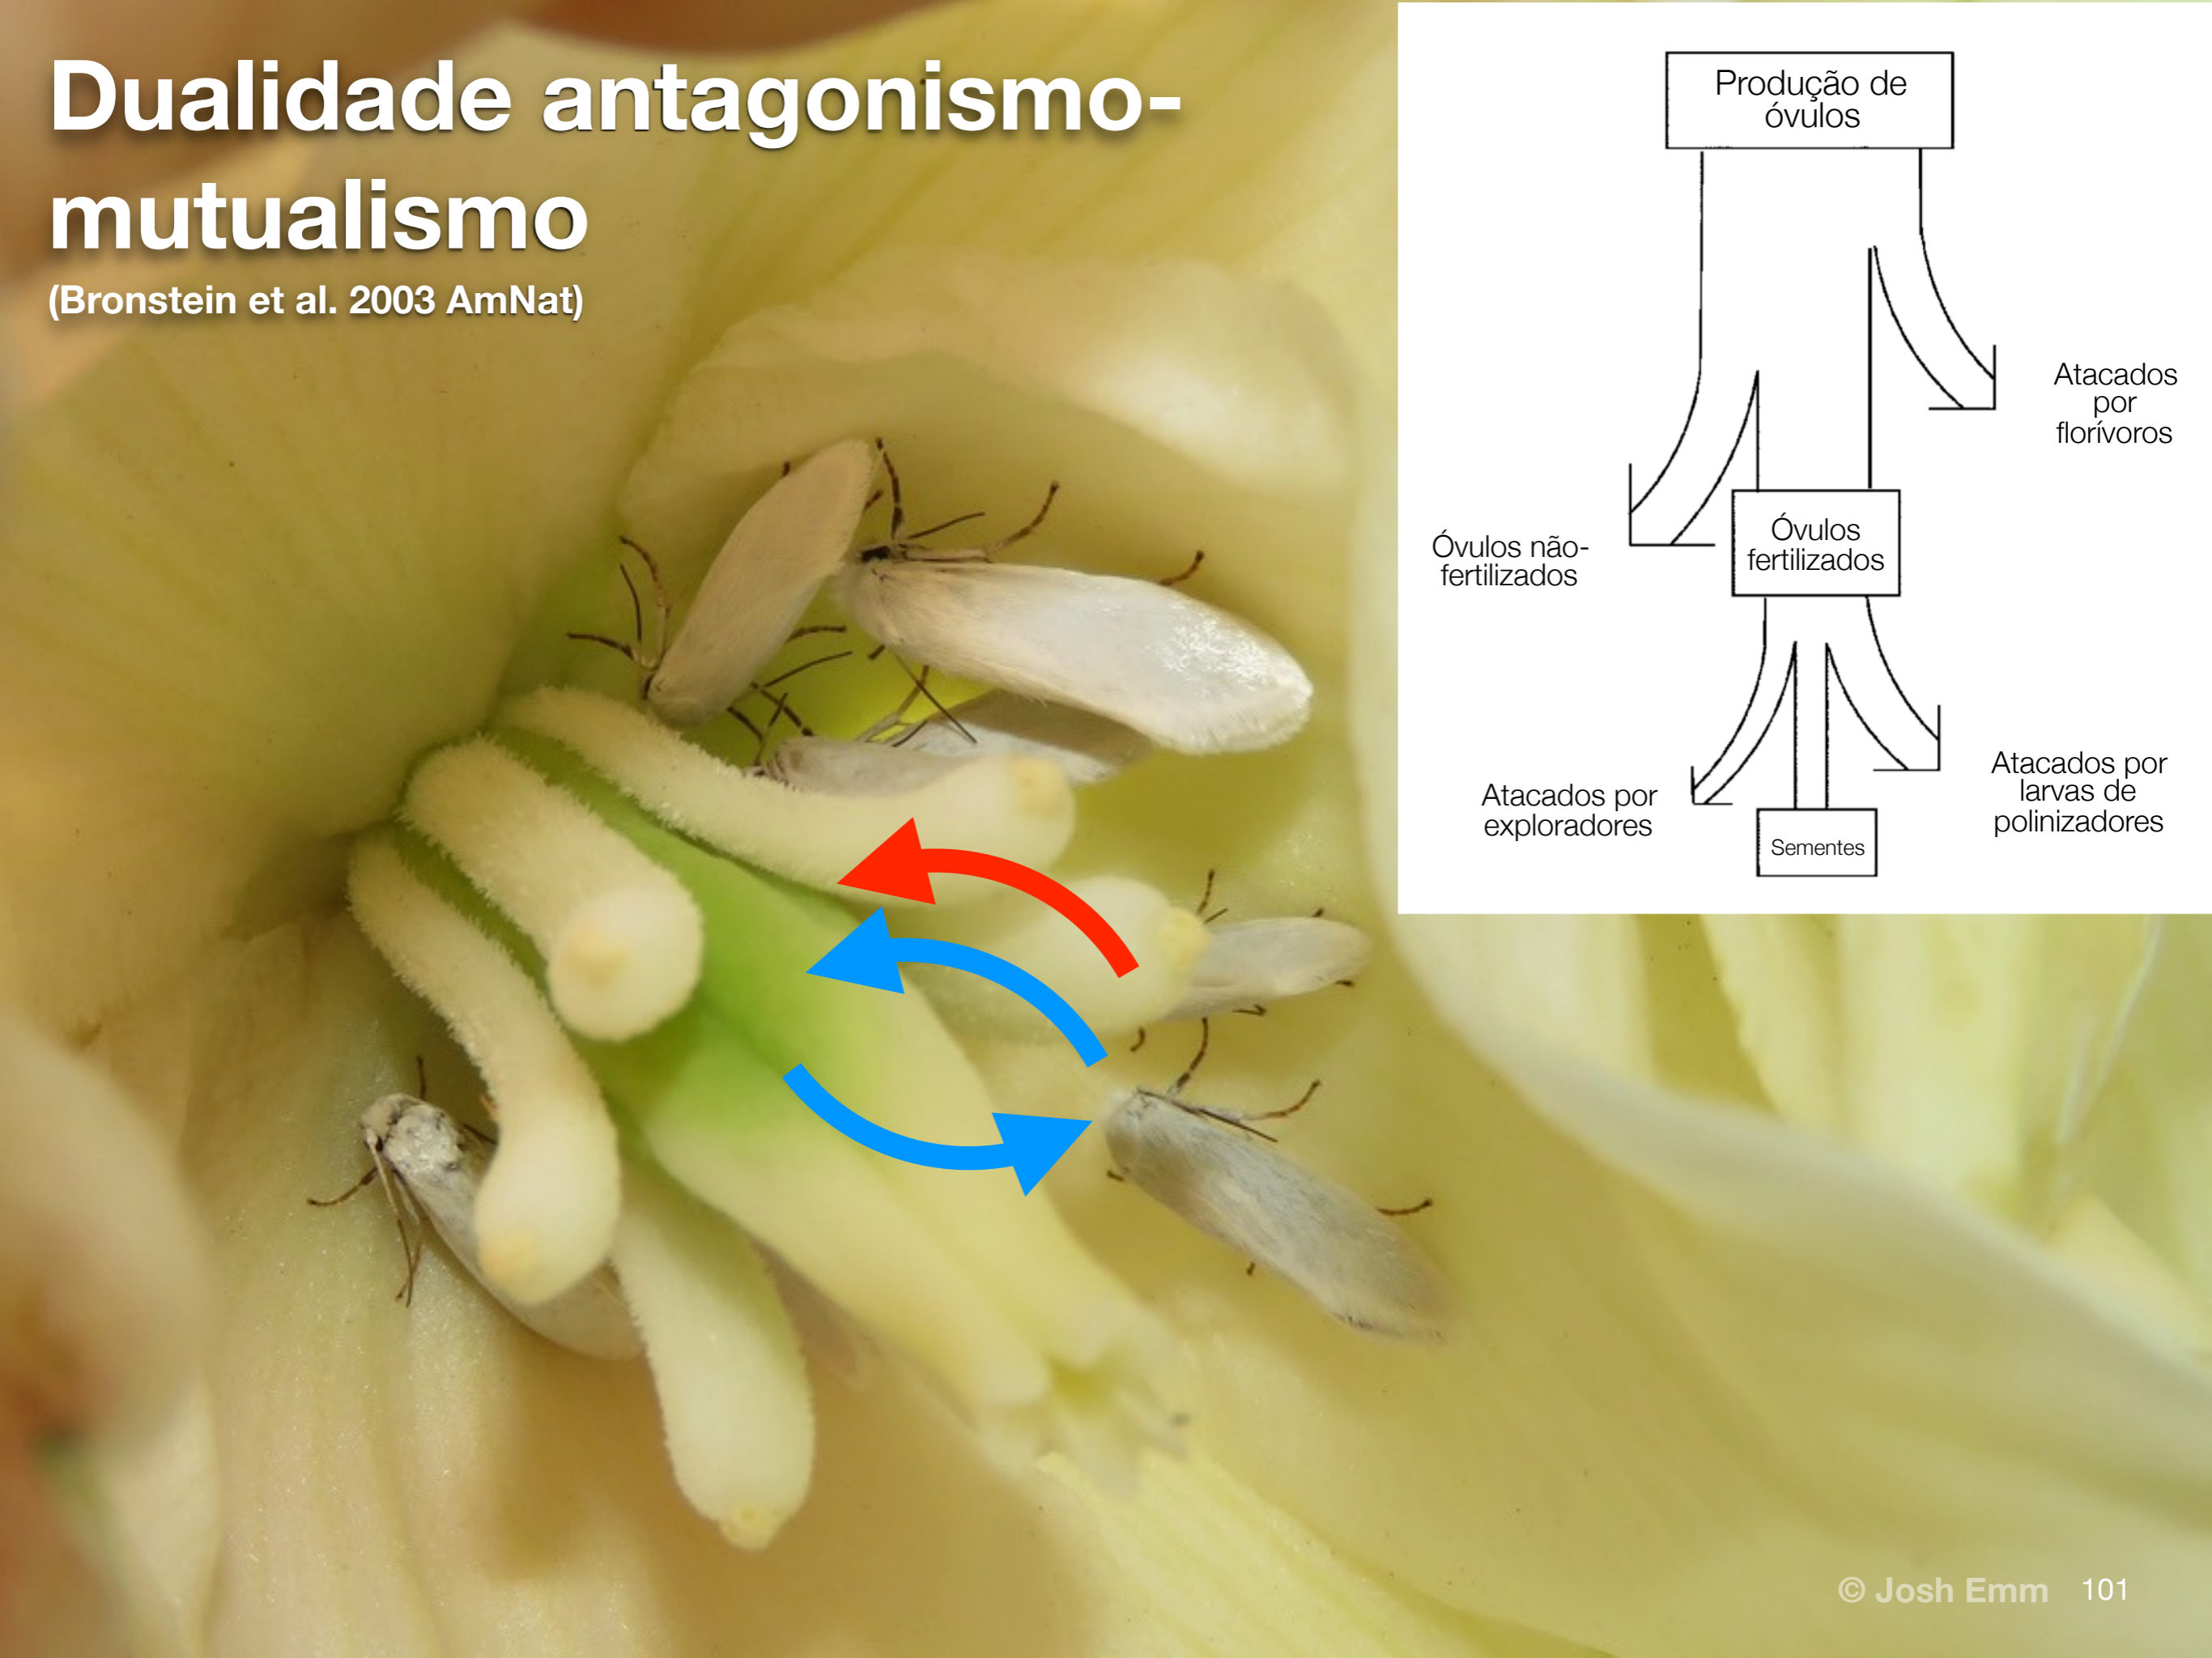 Dualidade antagonismo-
mutualismo
(Bronstein et al. 2003 AmNat)
Produção de
óvulos
Atacados
por
florívoros
Óvulos não-
fertilizados
Óvulos
fertilizados
Atacados por
exploradores
Sementes
Atacados por
larvas de
polinizadores
© Josh Emm 101